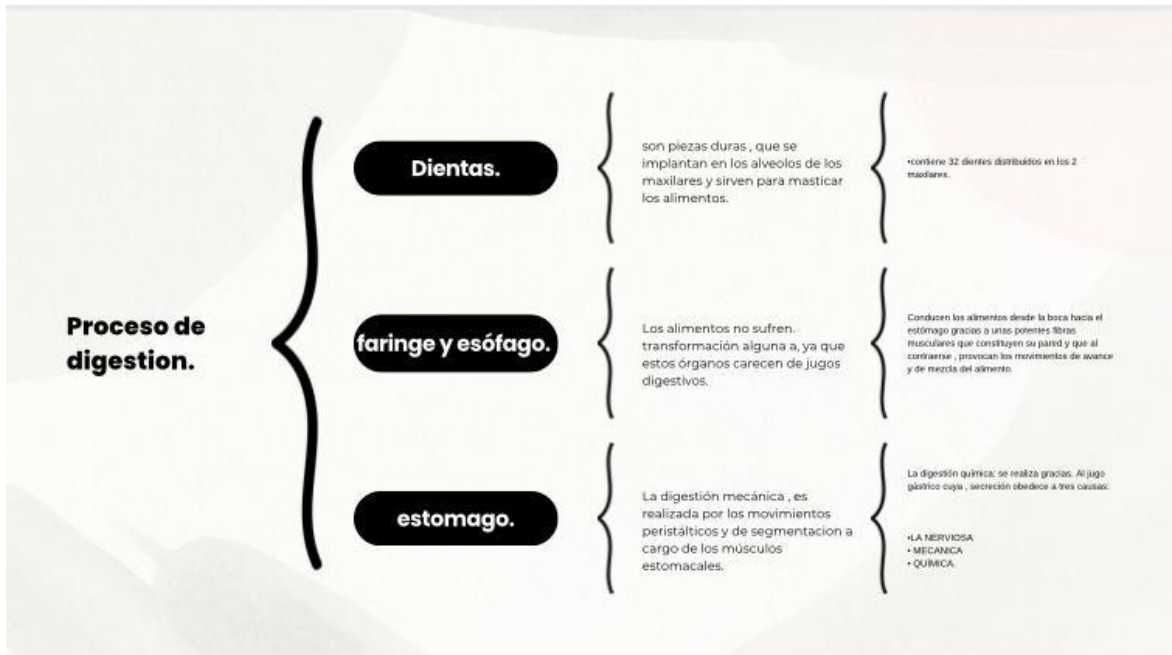 Proceso de
digestion.
Dientas.
son piezas duras , que se
implantan en los alveolos de los
maxilares y sirven para masticar
los alimentos.
•contiene 32 dientes distribuidos en los 2
maxilares.
faringe y esófago.
Los alimentos no sufren.
transformación alguna a, ya que
estos órganos carecen de jugos
digestivos.
Conducen los alimentos desde la boca hacia el
estómago gracias a unas potentes fibras
musculares que constituyen su pared y que al
contraerse , provocan los movimientos de avance
y de mezcla del alimento.
estomago.
La digestión mecánica , es
realizada por los movimientos
peristálticos y de segmentacion a
cargo de los músculos
estomacales.
La digestión química: se realiza gracias. Al jugo
gástrico cuya , secreción obedece a tres causas:
•LA NERVIOSA
• MECANICA
• QUÍMICA.